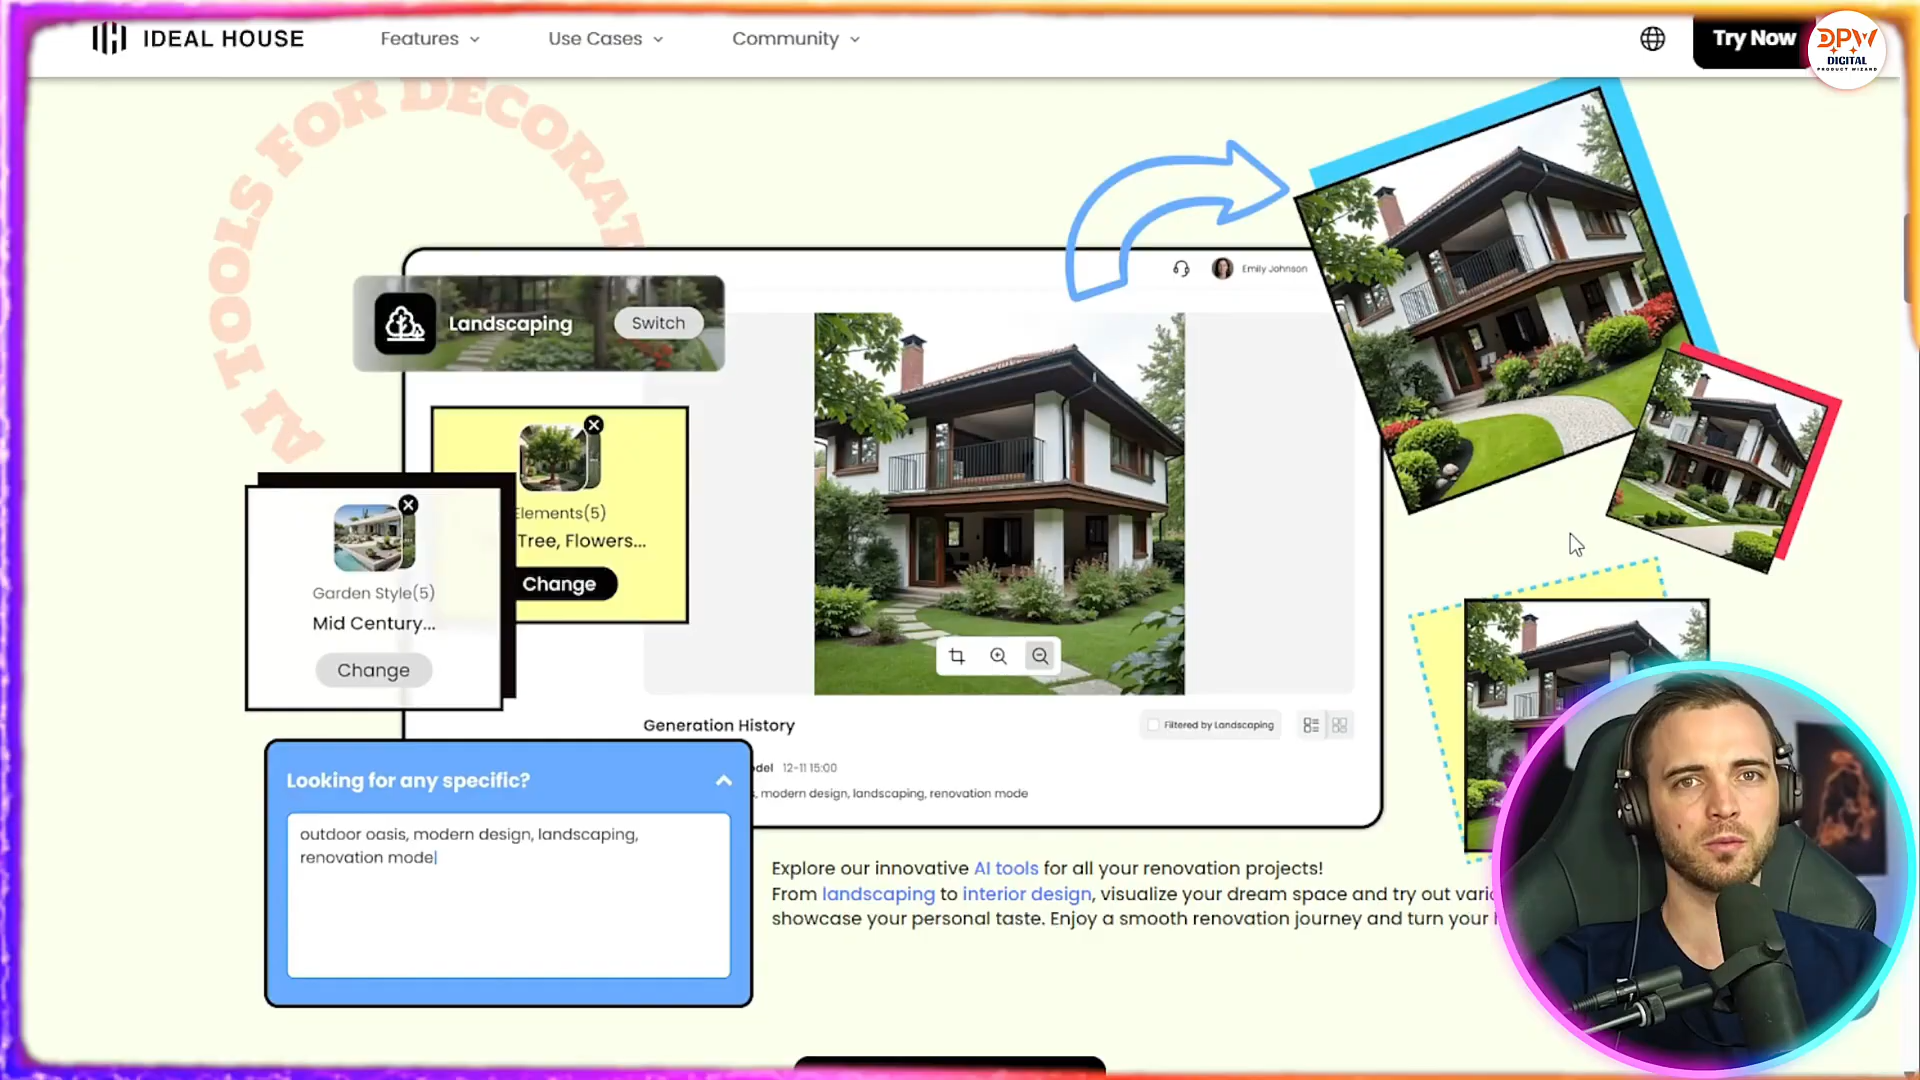 IDEAL HOUSE
Features
Use Cases
Community
Try Now
DPW
DIGITAL
PRODUCT WIZARD
AI TOOLS FOR DECORAT
Emily Johnson
Landscaping
Switch
Elements(5)
Tree, Flowers...
Change
Garden Style(5)
Mid Century...
Change
Generation History
Filtered by Landscaping
del 12-11 15:00
, modern design, landscaping, renovation mode
Looking for any specific?
outdoor oasis, modern design, landscaping,
renovation mode
Explore our innovative AI tools for all your renovation projects!
From landscaping to interior design, visualize your dream space and try out vari
showcase your personal taste. Enjoy a smooth renovation journey and turn your